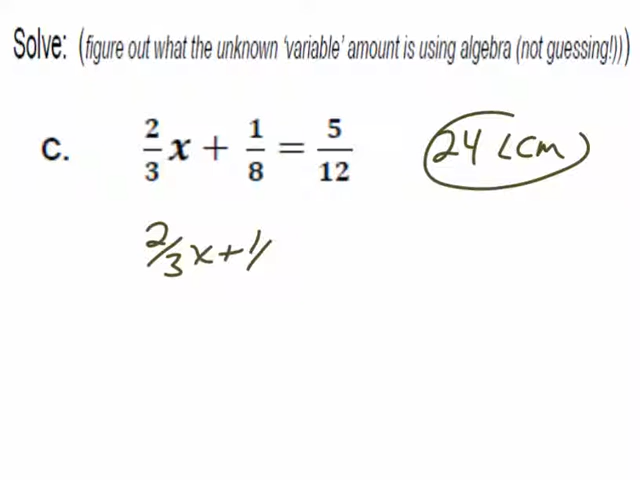 Solve: (figure out what the unknown 'variable' amount is using algebra (not guessing!)))
C. 2/3 x + 1/8 = 5/12 24 (cm)
2/3 x + 1/